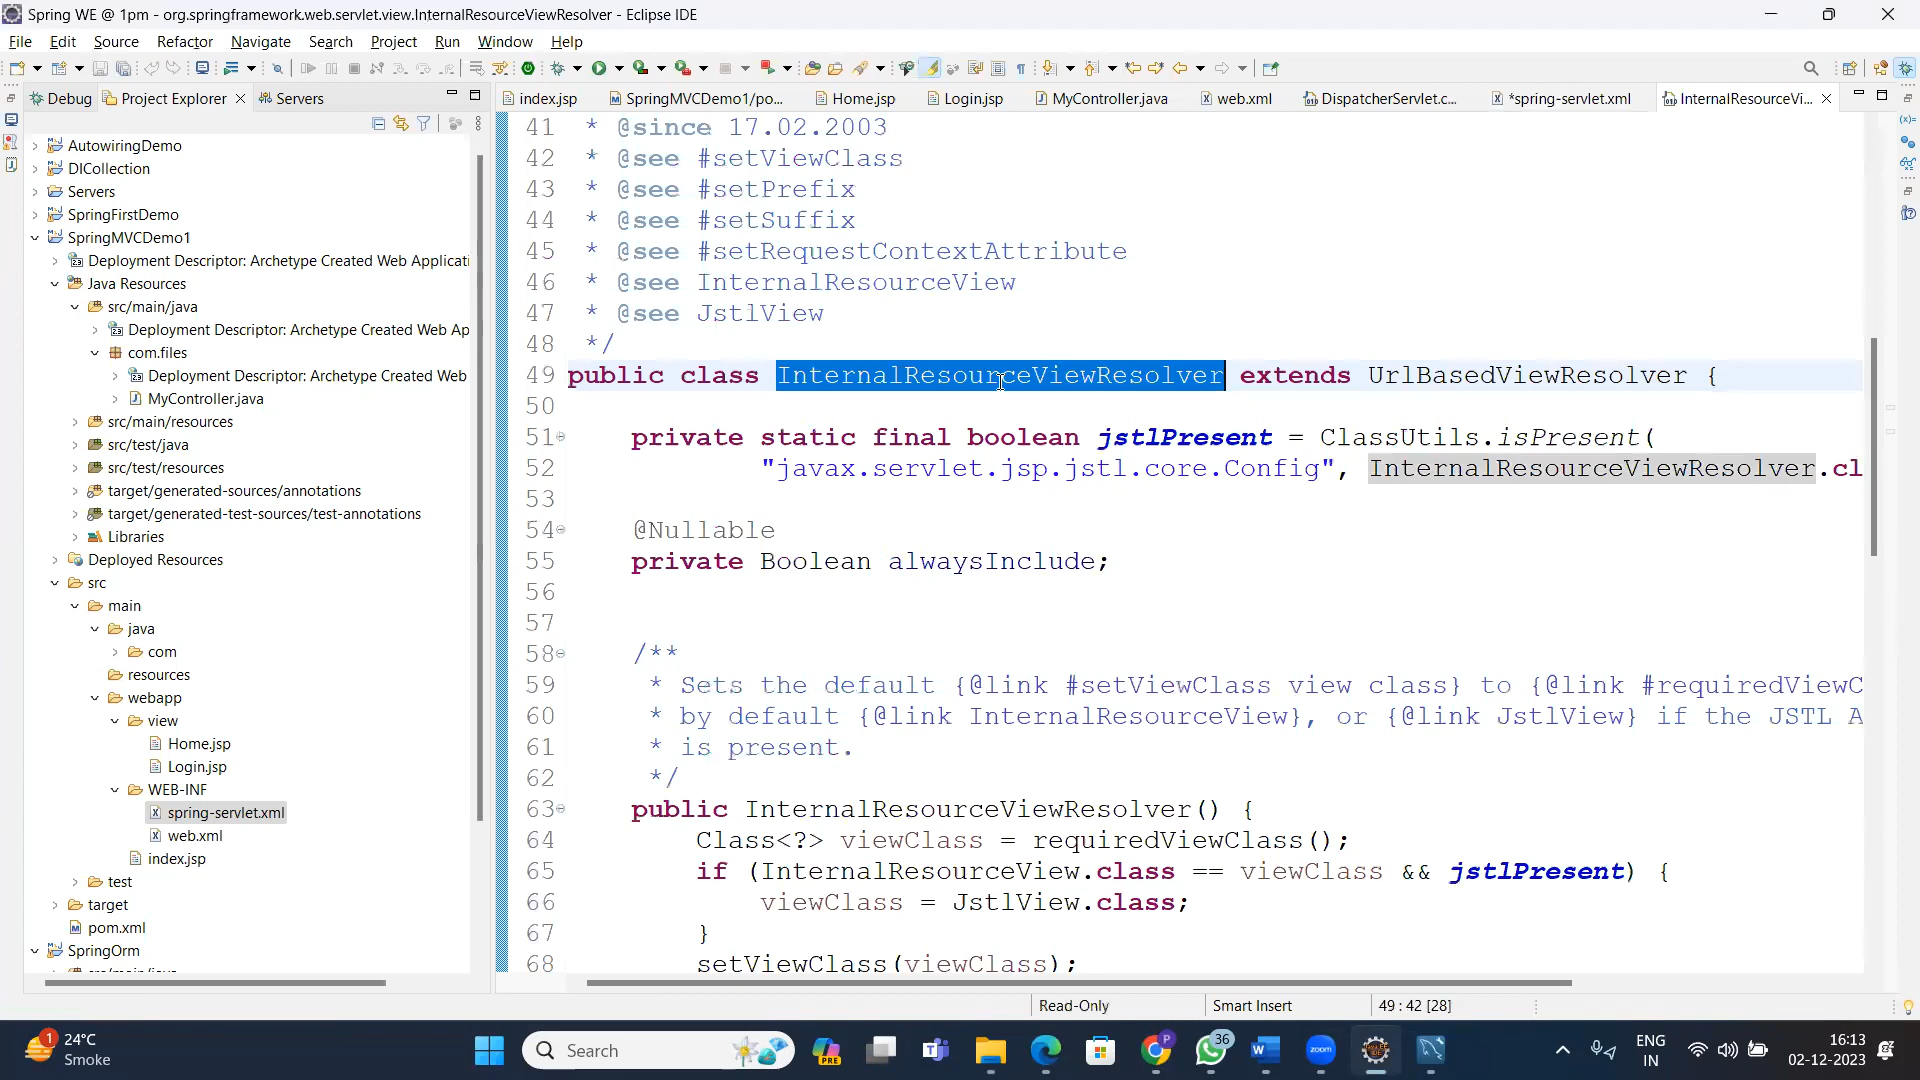 Spring WE @ 1pm - org.springframework.web.servlet.view.InternalResourceViewResolver - Eclipse IDE
File Edit Source Refactor Navigate Search Project Run Window Help
Debug Project Explorer Servers
index.jsp SpringMVCDemo1/po... Home.jsp Login.jsp MyController.java web.xml DispatcherServlet.c... *spring-servlet.xml InternalResourceVi...
AutowiringDemo
DICollection
Servers
SpringFirstDemo
SpringMVCDemo1
Deployment Descriptor: Archetype Created Web Applicati
Java Resources
src/main/java
Deployment Descriptor: Archetype Created Web Ap
com.files
Deployment Descriptor: Archetype Created Web
MyController.java
src/main/resources
src/test/java
src/test/resources
target/generated-sources/annotations
target/generated-test-sources/test-annotations
Libraries
Deployed Resources
src
main
java
com
resources
webapp
view
Home.jsp
Login.jsp
WEB-INF
spring-servlet.xml
web.xml
index.jsp
test
target
pom.xml
SpringOrm
41 * @since 17.02.2003
42 * @see #setViewClass
43 * @see #setPrefix
44 * @see #setSuffix
45 * @see #setRequestContextAttribute
46 * @see InternalResourceView
47 * @see JstlView
48 */
49 public class InternalResourceViewResolver extends UrlBasedViewResolver {
50
51 private static final boolean jstlPresent = ClassUtils.isPresent(
52 "javax.servlet.jsp.jstl.core.Config", InternalResourceViewResolver.cl
53
54 @Nullable
55 private Boolean alwaysInclude;
56
57
58 /**
59 * Sets the default {@link #setViewClass view class} to {@link #requiredViewC
60 * by default {@link InternalResourceView}, or {@link JstlView} if the JSTL A
61 * is present.
62 */
63 public InternalResourceViewResolver() {
64 Class<?> viewClass = requiredViewClass();
65 if (InternalResourceView.class == viewClass && jstlPresent) {
66 viewClass = JstlView.class;
67 }
68 setViewClass(viewClass);
Read-Only Smart Insert 49 : 42 [28]
1 24°C
Smoke
Search
PRE
36
zoom
ENG
IN
16:13
02-12-2023